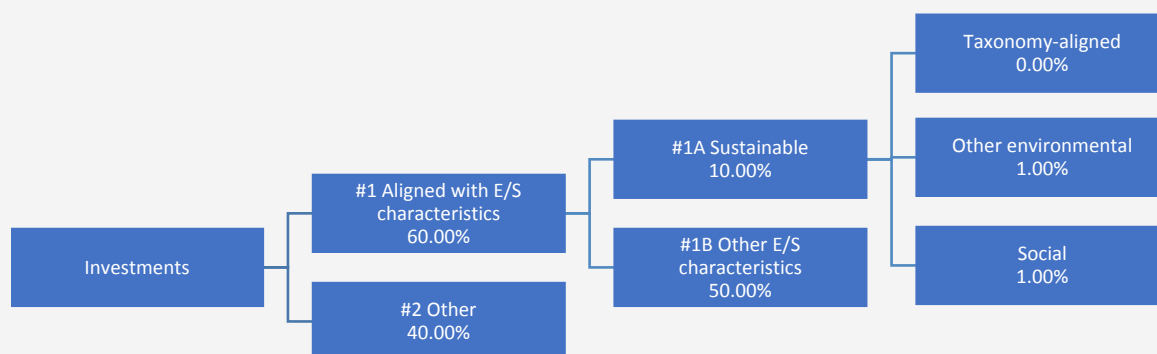 Investments
#1 Aligned with E/S
characteristics
60.00%
#2 Other
40.00%
#1A Sustainable
10.00%
#1B Other E/S
characteristics
50.00%
Taxonomy-aligned
0.00%
Other environmental
1.00%
Social
1.00%